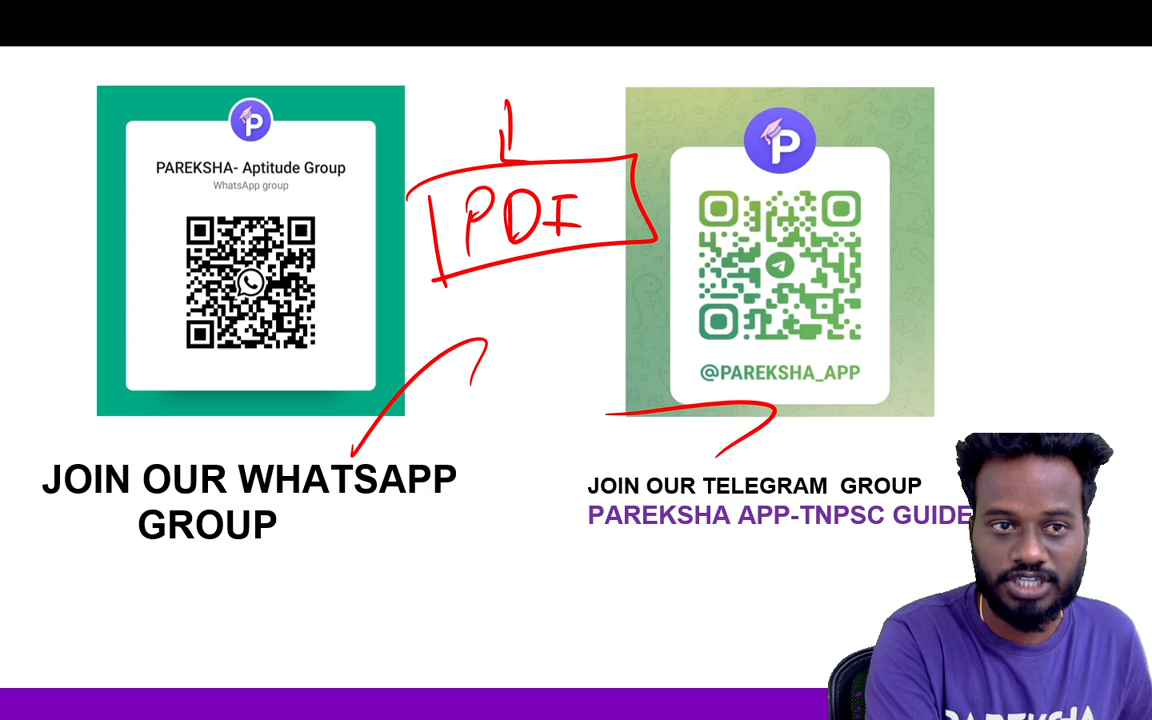 PAREKSHA- Aptitude Group
WhatsApp group
PDF
@PAREKSHA_APP
JOIN OUR WHATSAPP
GROUP
JOIN OUR TELEGRAM GROUP
PAREKSHA APP-TNPSC GUIDE
PAREKSHA